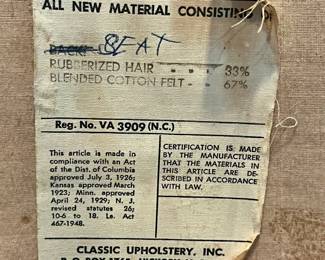 ALL NEW MATERIAL CONSISTING OF
BACK: SEAT
RUBBERIZED HAIR - - - 33%
BLENDED COTTON FELT - 67%
Reg. No. VA 3909 (N.C.)
This article is made in
compliance with an Act
of the Dist. of Columbia
approved July 3, 1926;
Kansas approved March
1923; Minn. approved
April 24, 1929; N. J.
revised statutes 26;
10-6 to 18. La. Act
467-1948.
CERTIFICATION IS MADE
BY THE MANUFACTURER
THAT THE MATERIALS IN
THIS ARTICLE ARE DE-
SCRIBED IN ACCORDANCE
WITH LAW.
CLASSIC UPHOLSTERY, INC.
P. O. BOX HICKORY